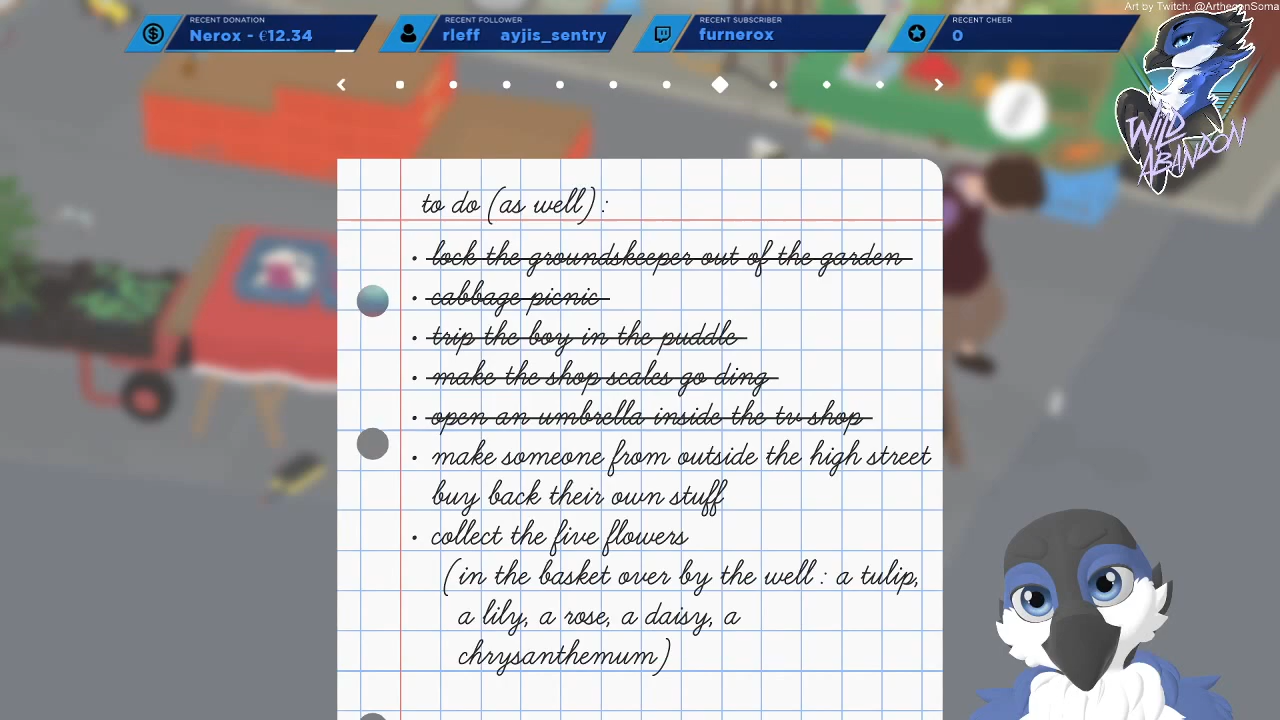 Art by Twitch: @ArthegonSoma
RECENT DONATION
Nerox - €12.34
RECENT FOLLOWER
rleff ayjis_sentry
RECENT SUBSCRIBER
furnerox
RECENT CHEER
0
WILD
ABANDON
to do (as well) :
• lock the groundskeeper out of the garden
• cabbage picnic
• trip the boy in the puddle
• make the shop scales go ding
• open an umbrella inside the tv shop
• make someone from outside the high street
buy back their own stuff
• collect the five flowers
(in the basket over by the well : a tulip,
a lily, a rose, a daisy, a
chrysanthemum)